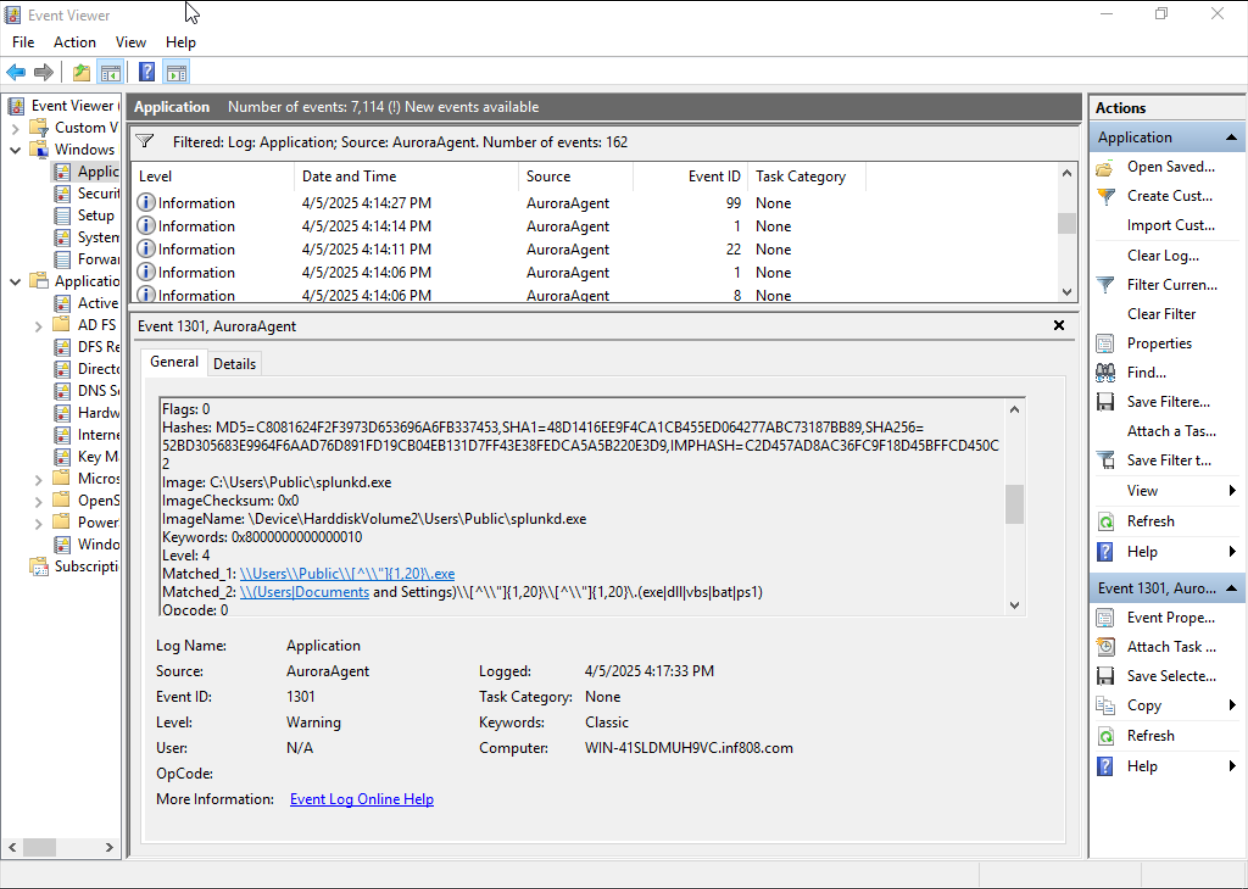 Event Viewer
File Action View Help
Event Viewer (
Custom V
Windows
Applic
Securit
Setup
System
Forwar
Applicatio
Active
AD FS
DFS Re
Directo
DNS Se
Hardw
Interne
Key M
Micros
OpenS
Power
Windo
Subscripti
Application Number of events: 7,114 (!) New events available
Filtered: Log: Application; Source: AuroraAgent. Number of events: 162
Level Date and Time Source Event ID Task Category
Information 4/5/2025 4:14:27 PM AuroraAgent 99 None
Information 4/5/2025 4:14:14 PM AuroraAgent 1 None
Information 4/5/2025 4:14:11 PM AuroraAgent 22 None
Information 4/5/2025 4:14:06 PM AuroraAgent 1 None
Information 4/5/2025 4:14:06 PM AuroraAgent 8 None
Event 1301, AuroraAgent
General Details
Flags: 0
Hashes: MD5=C8081624F2F3973D653696A6FB337453,SHA1=48D1416EE9F4CA1CB455ED064277ABC73187BB89,SHA256=
52BD305683E9964F6AAD76D891FD19CB04EB131D7FF43E38FEDCA5A5B220E3D9,IMPHASH=C2D457AD8AC36FC9F18D45BFFCD450C
2
Image: C:\Users\Public\splunkd.exe
ImageChecksum: 0x0
ImageName: \Device\HarddiskVolume2\Users\Public\splunkd.exe
Keywords: 0x8000000000000010
Level: 4
Matched_1: \\Users\\Public\\[^\\"]{1,20}\.exe
Matched_2: \\(Users|Documents and Settings)\\[^\\"]{1,20}\\[^\\"]{1,20}\.(exe|dll|vbs|bat|ps1)
Opcode: 0
Log Name: Application
Source: AuroraAgent Logged: 4/5/2025 4:17:33 PM
Event ID: 1301 Task Category: None
Level: Warning Keywords: Classic
User: N/A Computer: WIN-41SLDMUH9VC.inf808.com
OpCode:
More Information: Event Log Online Help
Actions
Application
Open Saved...
Create Cust...
Import Cust...
Clear Log...
Filter Curren...
Clear Filter
Properties
Find...
Save Filtere...
Attach a Tas...
Save Filter t...
View
Refresh
Help
Event 1301, Auro...
Event Prope...
Attach Task ...
Save Selecte...
Copy
Refresh
Help